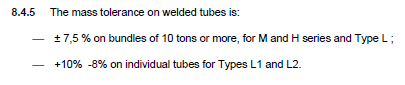 8.4.5 The mass tolerance on welded tubes is:
— ± 7,5 % on bundles of 10 tons or more, for M and H series and Type L ;
— +10% -8% on individual tubes for Types L1 and L2.